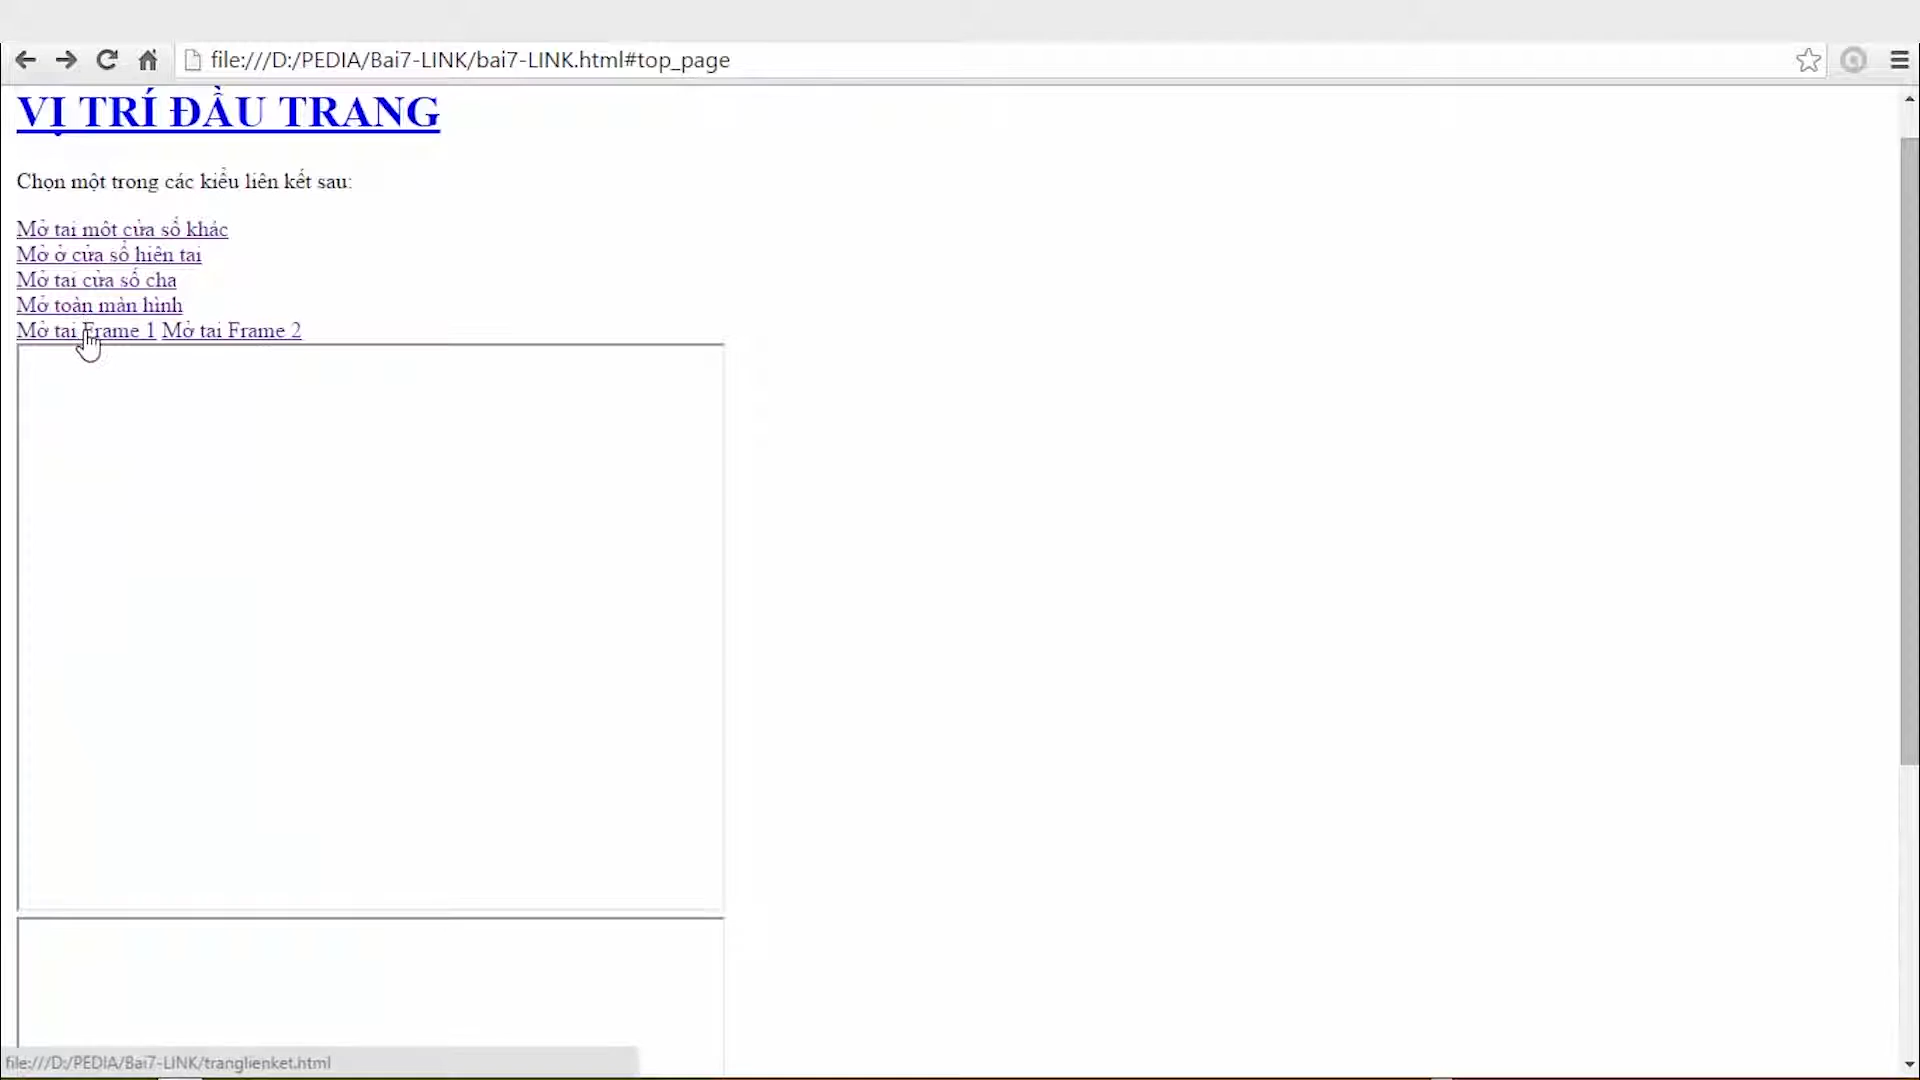 file:///D:/PEDIA/Bai7-LINK/bai7-LINK.html#top_page
VỊ TRÍ ĐẦU TRANG
Chọn một trong các kiểu liên kết sau:
Mở tại một cửa sổ khác
Mở ở cửa sổ hiện tại
Mở tại cửa sổ cha
Mở toàn màn hình
Mở tại Frame 1 Mở tại Frame 2
file:///D:/PEDIA/Bai7-LINK/tranglienket.html